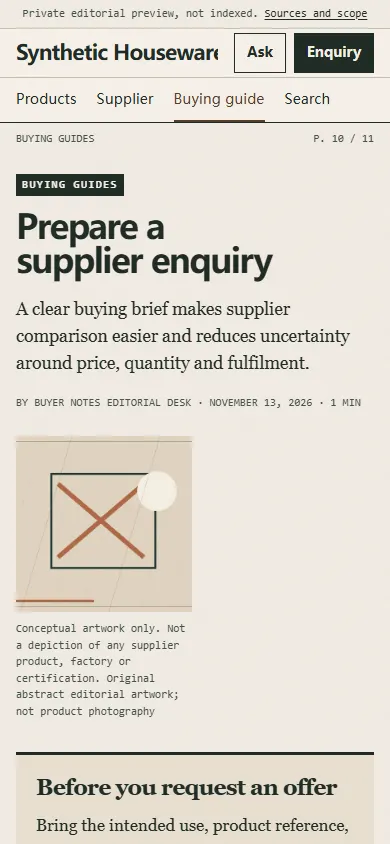 Private editorial preview, not indexed. Sources and scope
Synthetic Houseware
Ask
Enquiry
Products
Supplier
Buying guide
Search
BUYING GUIDES
P. 10 / 11
BUYING GUIDES
Prepare a
supplier enquiry
A clear buying brief makes supplier
comparison easier and reduces uncertainty
around price, quantity and fulfilment.
BY BUYER NOTES EDITORIAL DESK · NOVEMBER 13, 2026 · 1 MIN
Conceptual artwork only. Not
a depiction of any supplier
product, factory or
certification. Original
abstract editorial artwork;
not product photography
Before you request an offer
Bring the intended use, product reference,